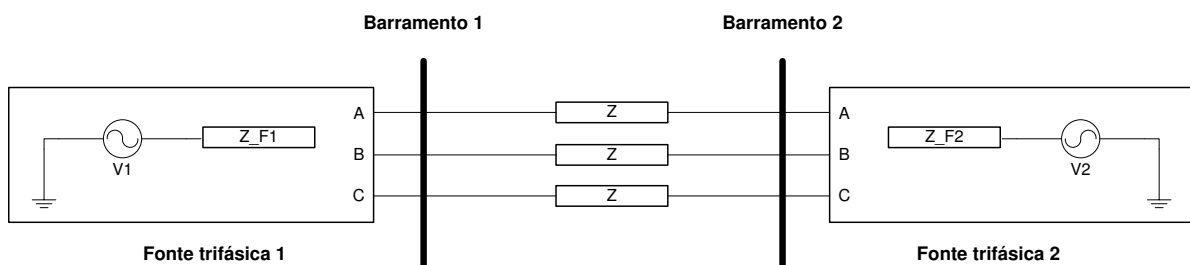 Barramento 1
Barramento 2
A
Z
A
Z_F1
Z_F2
V1
B
Z
B
V2
C
Z
C
Fonte trifásica 1
Fonte trifásica 2